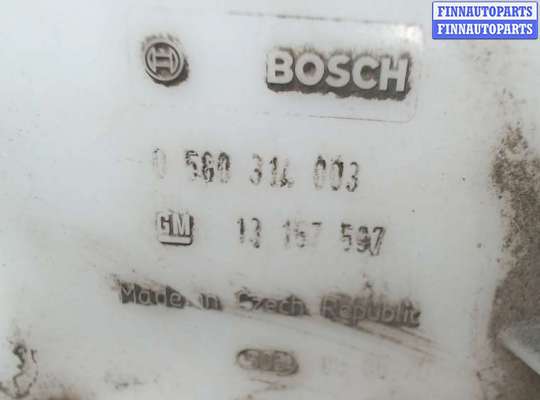 FINNAUTOPARTS
FINNAUTOPARTS
BOSCH
0 580 314 003
GM 13 157 597
Made in Czech Republic